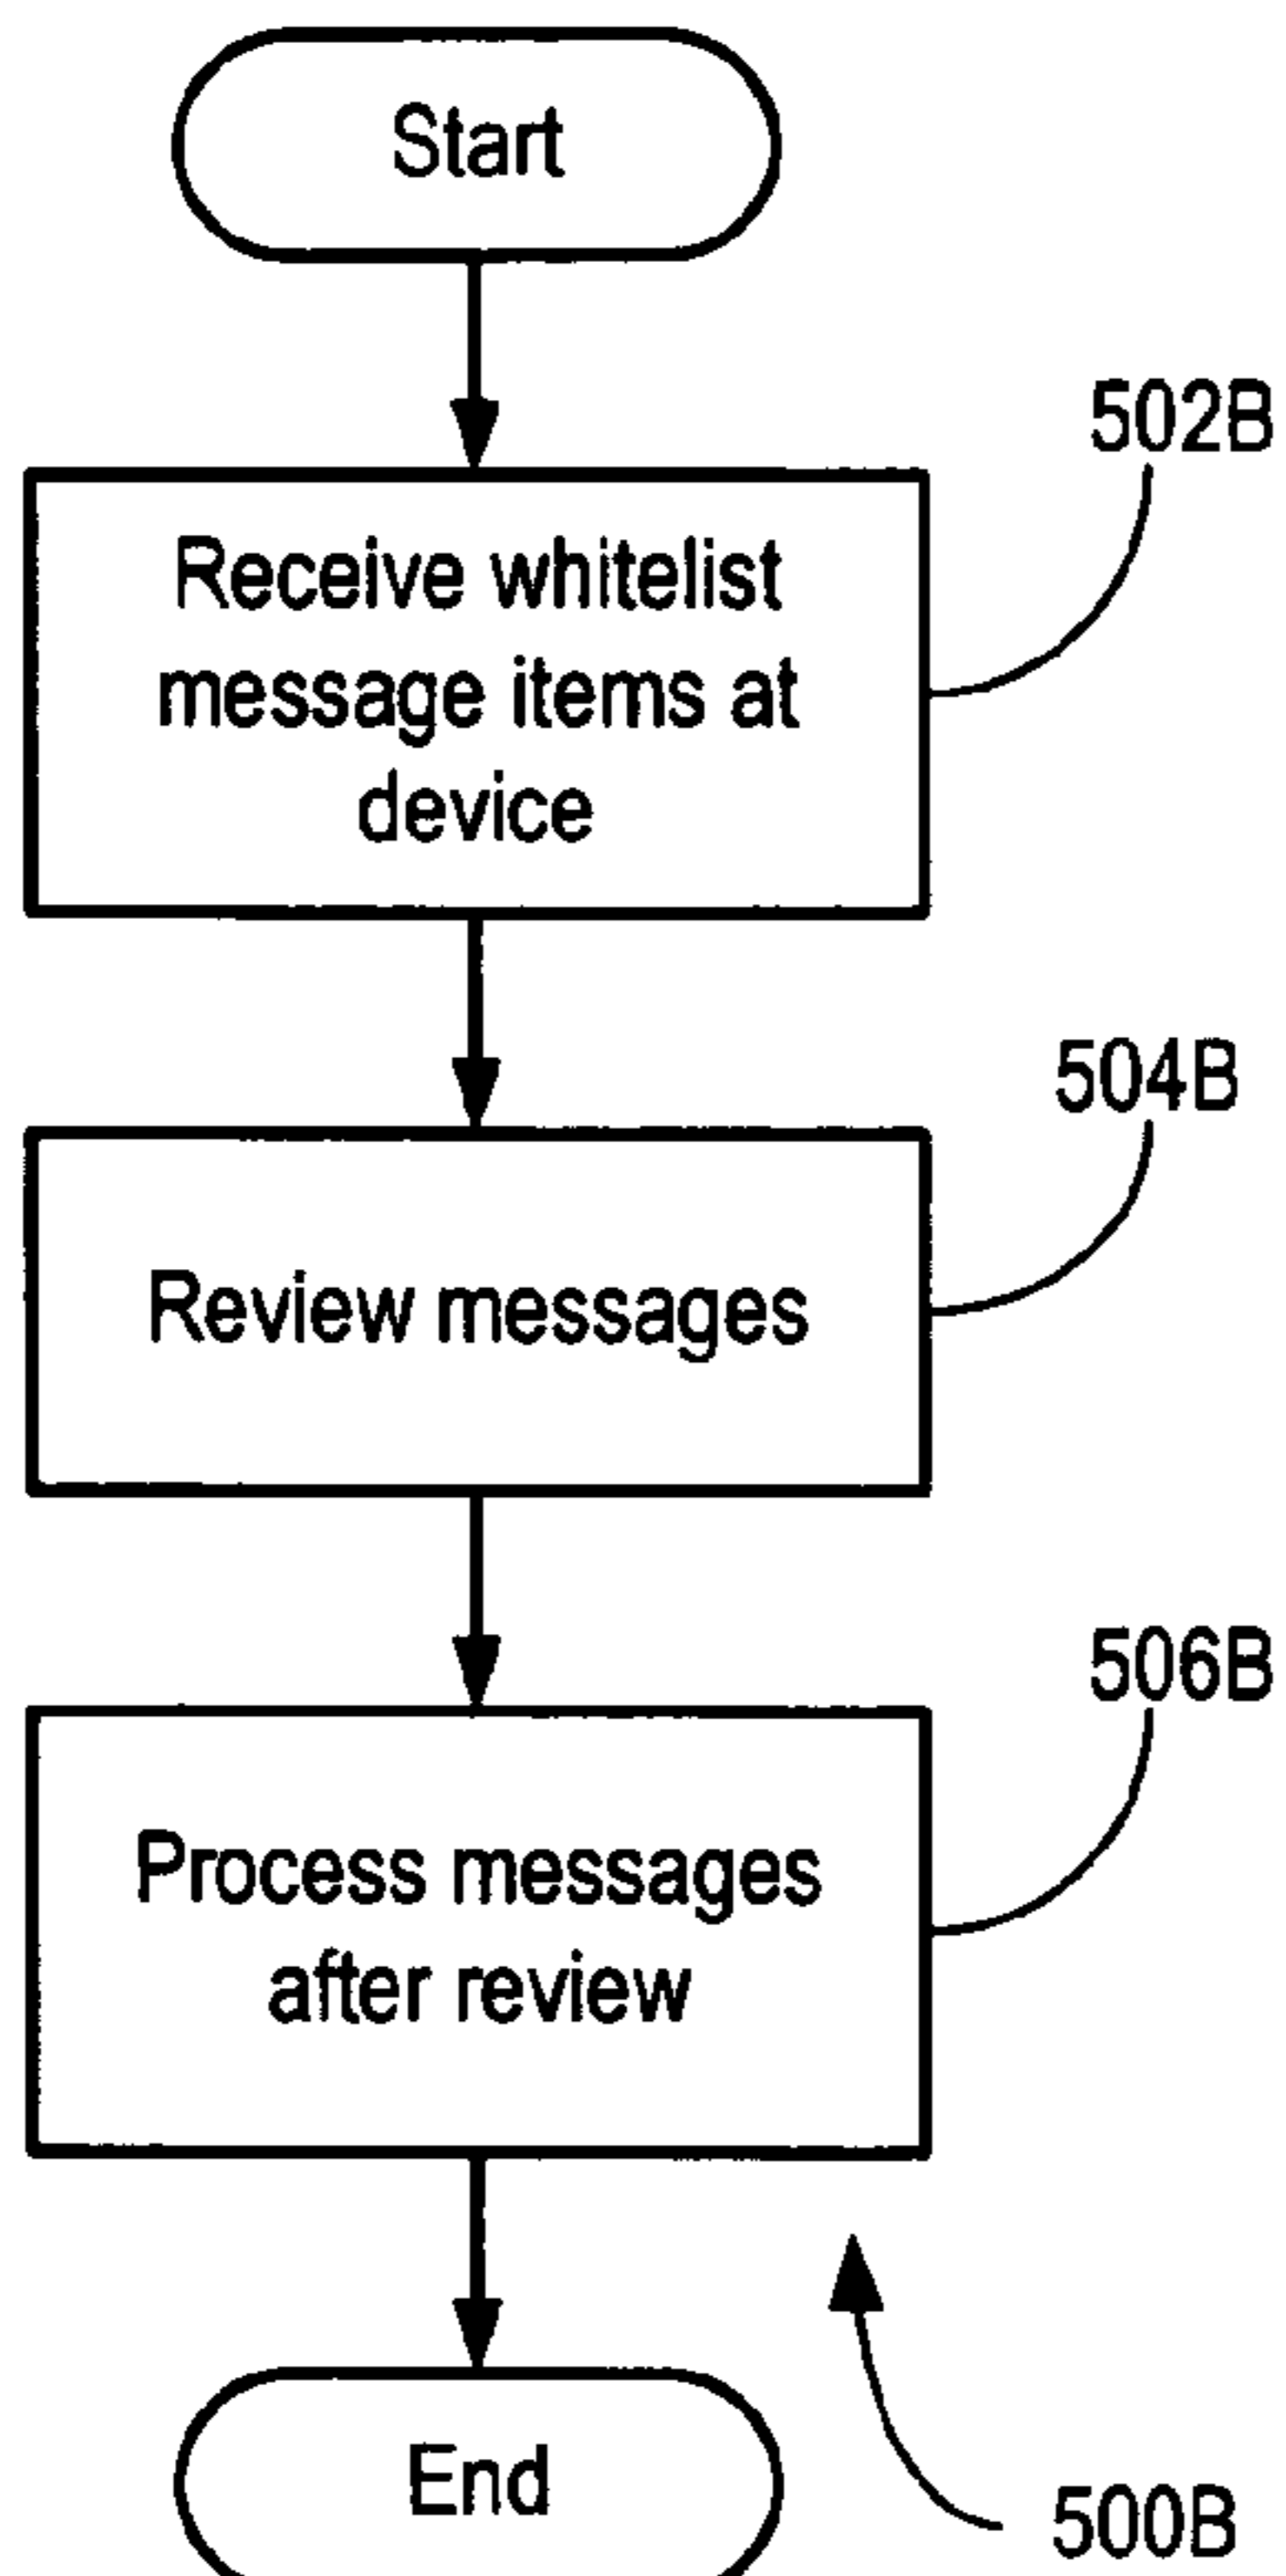 Start
502B
Receive whitelist
message items at
device
504B
Review messages
506B
Process messages
after review
End
500B